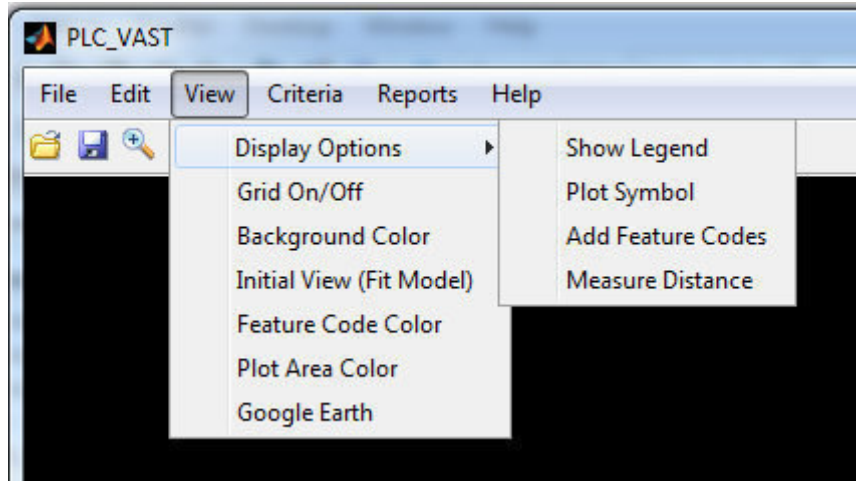 PLC_VAST
File Edit View Criteria Reports Help
Display Options
Grid On/Off
Background Color
Initial View (Fit Model)
Feature Code Color
Plot Area Color
Google Earth
Show Legend
Plot Symbol
Add Feature Codes
Measure Distance